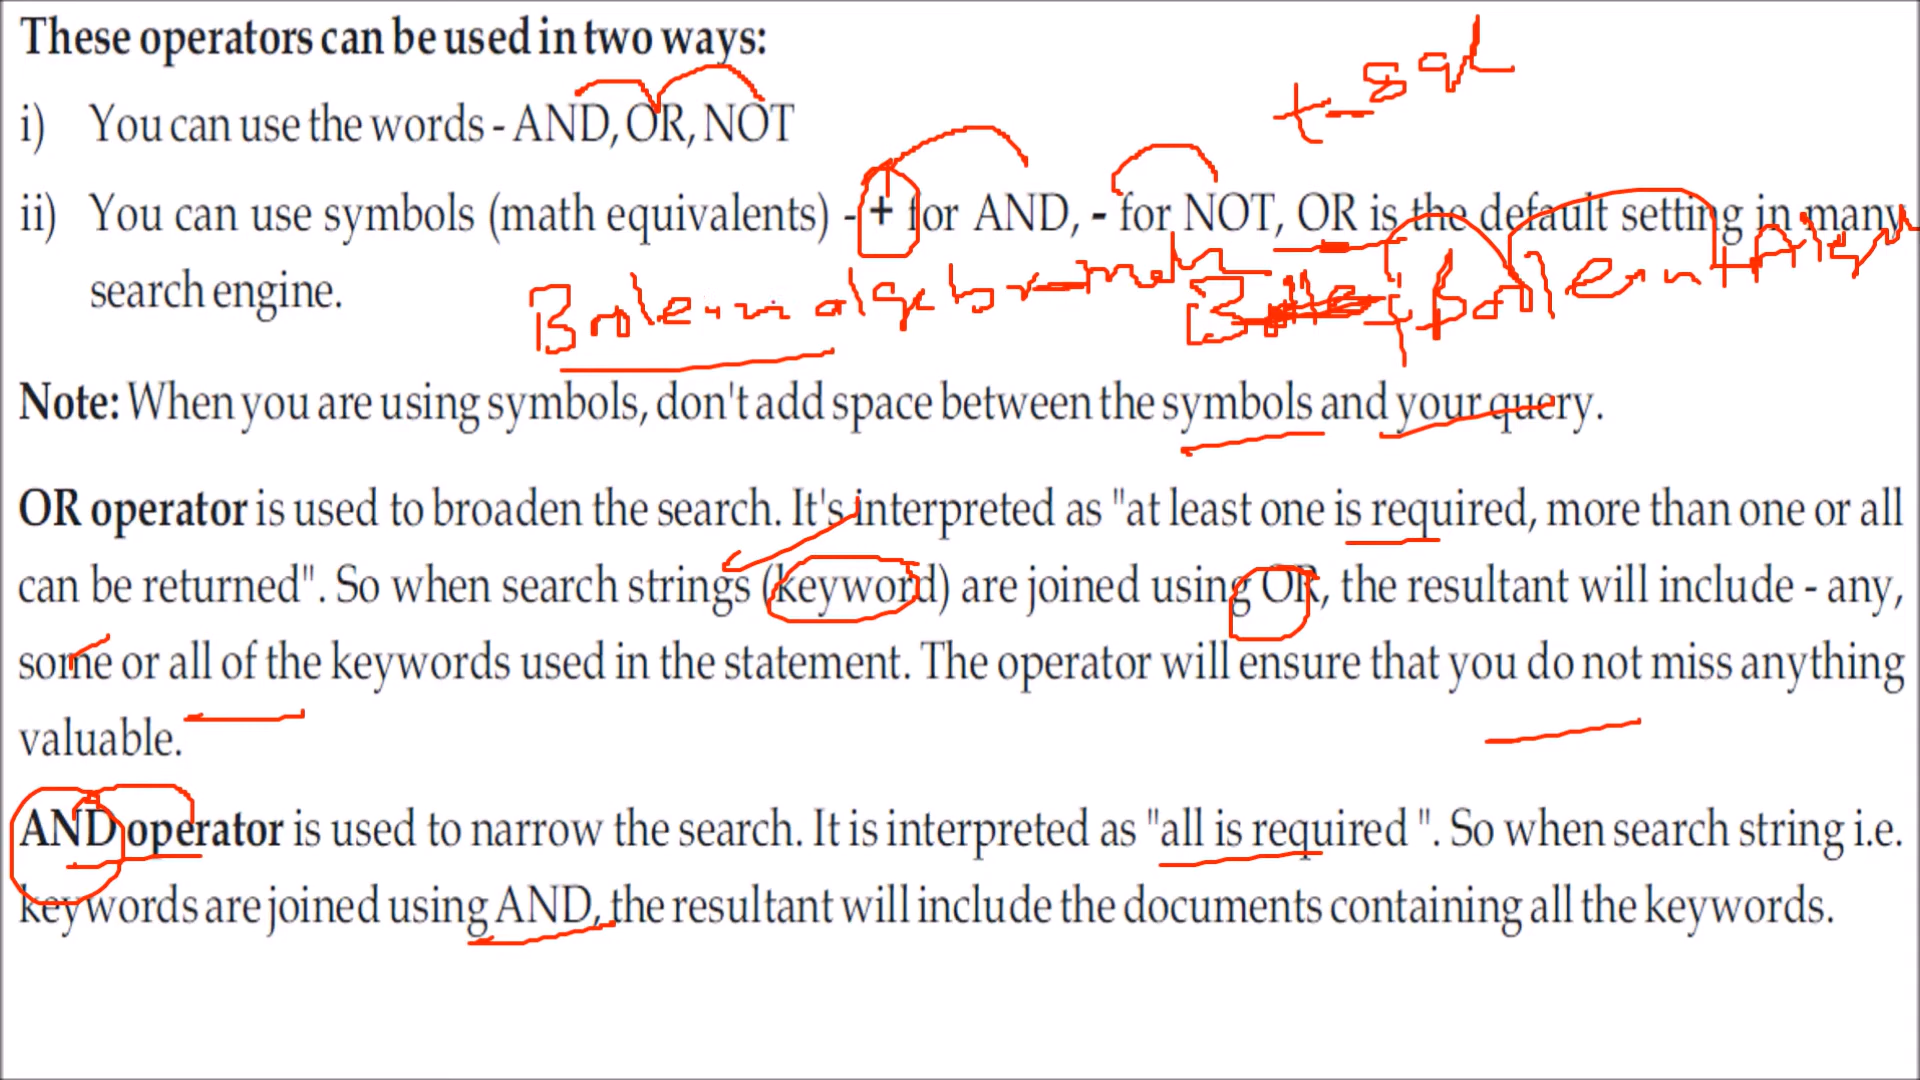 These operators can be used in two ways:
t-sql
i) You can use the words - AND, OR, NOT
ii) You can use symbols (math equivalents) - + for AND, - for NOT, OR is the default setting in many
search engine.
Note: When you are using symbols, don't add space between the symbols and your query.
OR operator is used to broaden the search. It's interpreted as "at least one is required, more than one or all
can be returned". So when search strings (keyword) are joined using OR, the resultant will include - any,
some or all of the keywords used in the statement. The operator will ensure that you do not miss anything
valuable.
AND operator is used to narrow the search. It is interpreted as "all is required ". So when search string i.e.
keywords are joined using AND, the resultant will include the documents containing all the keywords.